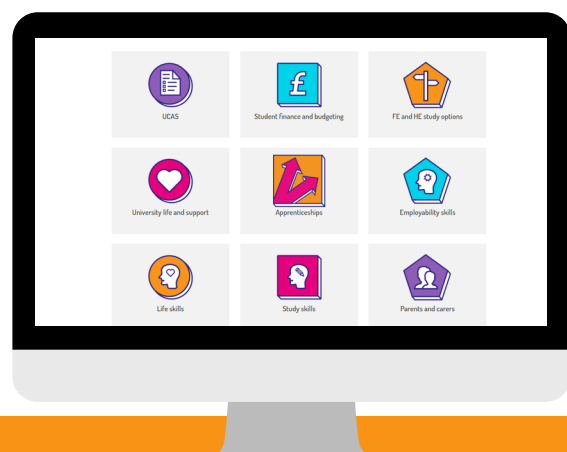 UCAS
Student finance and budgeting
FE and HE study options
University life and support
Apprenticeships
Employability skills
Life skills
Study skills
Parents and carers